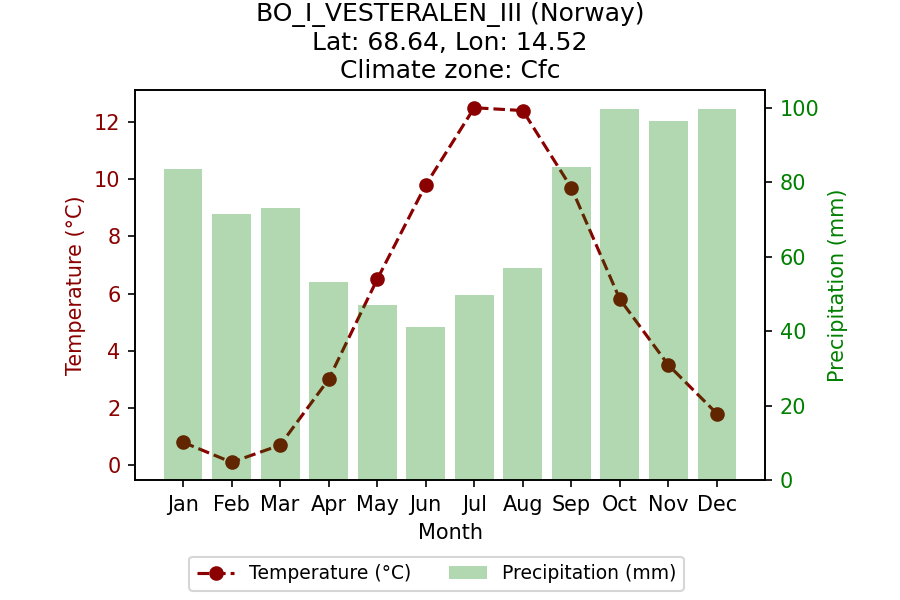 BO_I_VESTERALEN_III (Norway)
Lat: 68.64, Lon: 14.52
Climate zone: Cfc
12
10
8
6
4
2
0
Temperature (°C)
100
80
60
40
20
0
Precipitation (mm)
Jan Feb Mar Apr May Jun Jul Aug Sep Oct Nov Dec
Month
Temperature (°C) Precipitation (mm)